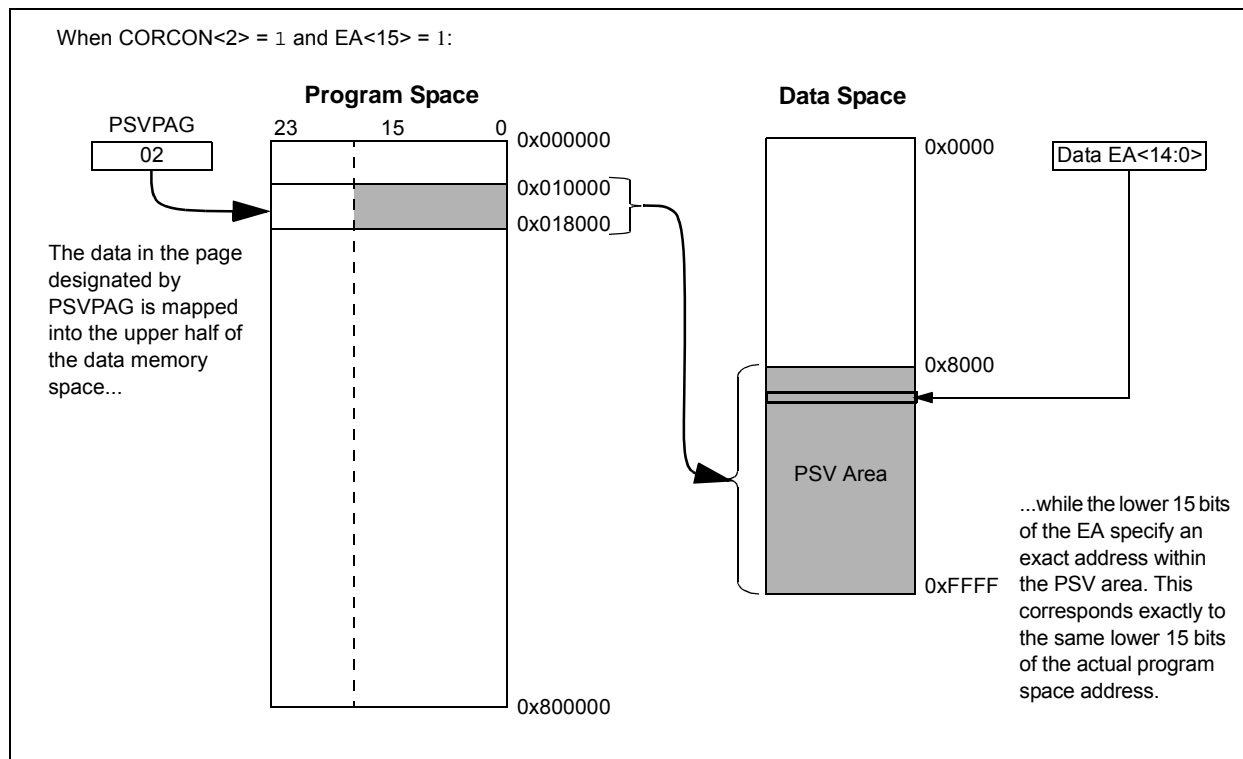 When CORCON<2> = 1 and EA<15> = 1:
Program Space
Data Space
PSVPAG
02
23 15 0
0x000000
0x010000
0x018000
0x800000
The data in the page
designated by
PSVPAG is mapped
into the upper half of
the data memory
space...
0x0000
0x8000
0xFFFF
PSV Area
Data EA<14:0>
...while the lower 15 bits
of the EA specify an
exact address within
the PSV area. This
corresponds exactly to
the same lower 15 bits
of the actual program
space address.